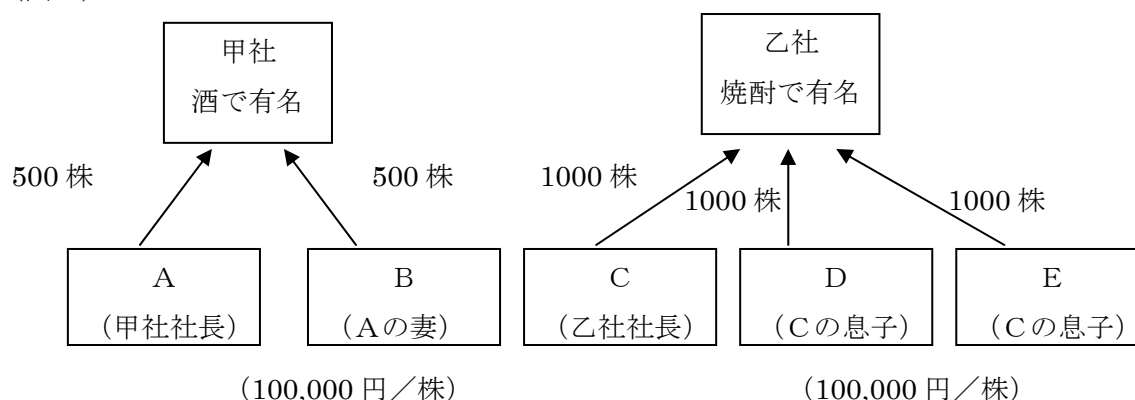 甲社
酒で有名
乙社
焼酎で有名
500 株
500 株
1000 株
1000 株
1000 株
A
（甲社社長）
B
（Aの妻）
C
（乙社社長）
D
（Cの息子）
E
（Cの息子）
（100,000 円／株）
（100,000 円／株）